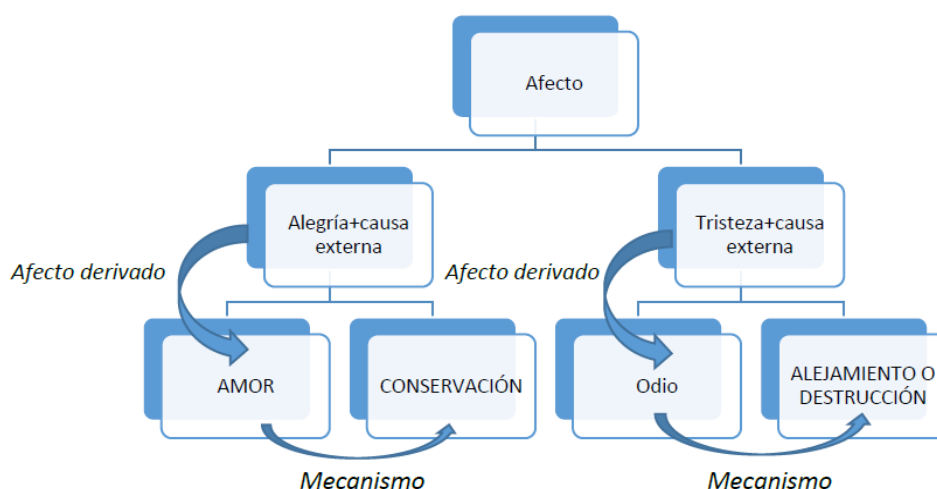 Afecto
Alegría+causa
externa
Tristeza+causa
externa
Afecto derivado
Afecto derivado
AMOR
CONSERVACIÓN
Odio
ALEJAMIENTO O
DESTRUCCIÓN
Mecanismo
Mecanismo